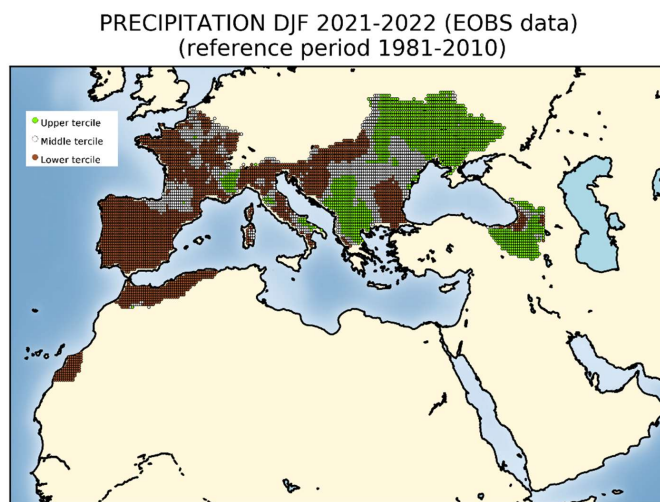 PRECIPITATION DJF 2021-2022 (EOBS data)
(reference period 1981-2010)
Upper tercile
Middle tercile
Lower tercile